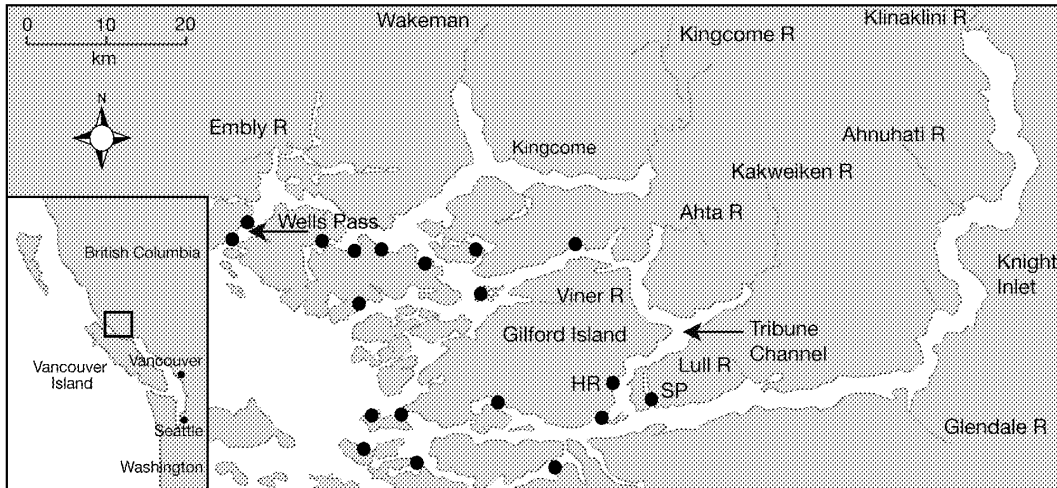 0 10 20
km
N
Wakeman
Kingcome R
Klinaklini R
Embly R
Kingcome
Ahnuhati R
Kakweiken R
Ahta R
Wells Pass
Knight
Inlet
Viner R
Gilford Island
Tribune
Channel
Lull R
HR
SP
Glendale R
British Columbia
Vancouver
Island
Vancouver
Seattle
Washington